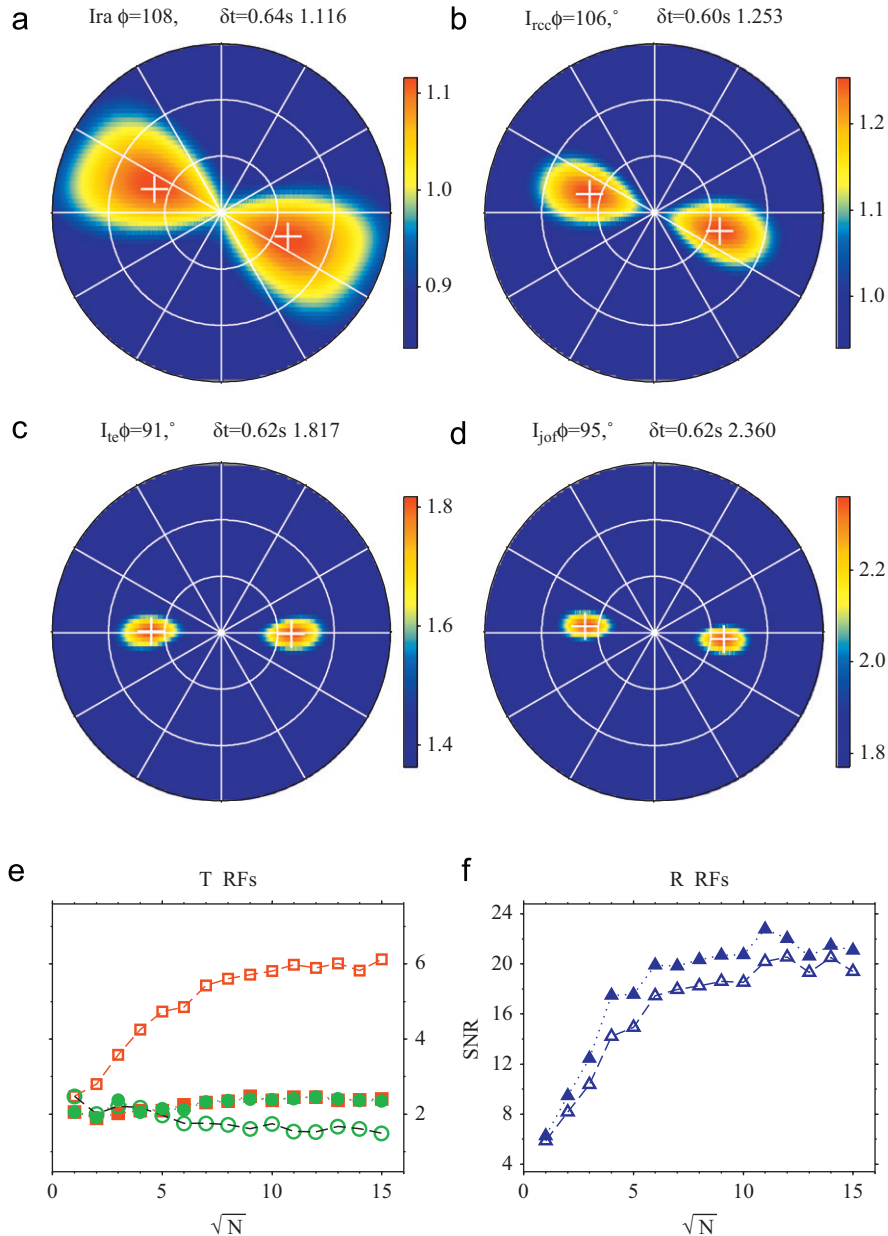 a Ira ϕ=108, δt=0.64s 1.116
b I_rccϕ=106,° δt=0.60s 1.253
1.1
1.0
0.9
1.2
1.1
1.0
c I_teϕ=91,° δt=0.62s 1.817
d I_jofϕ=95,° δt=0.62s 2.360
1.8
1.6
1.4
2.2
2.0
1.8
e T RFs
6
4
2
0 5 10 15
√N
f R RFs
24
20
16
12
8
4
SNR
0 5 10 15
√N